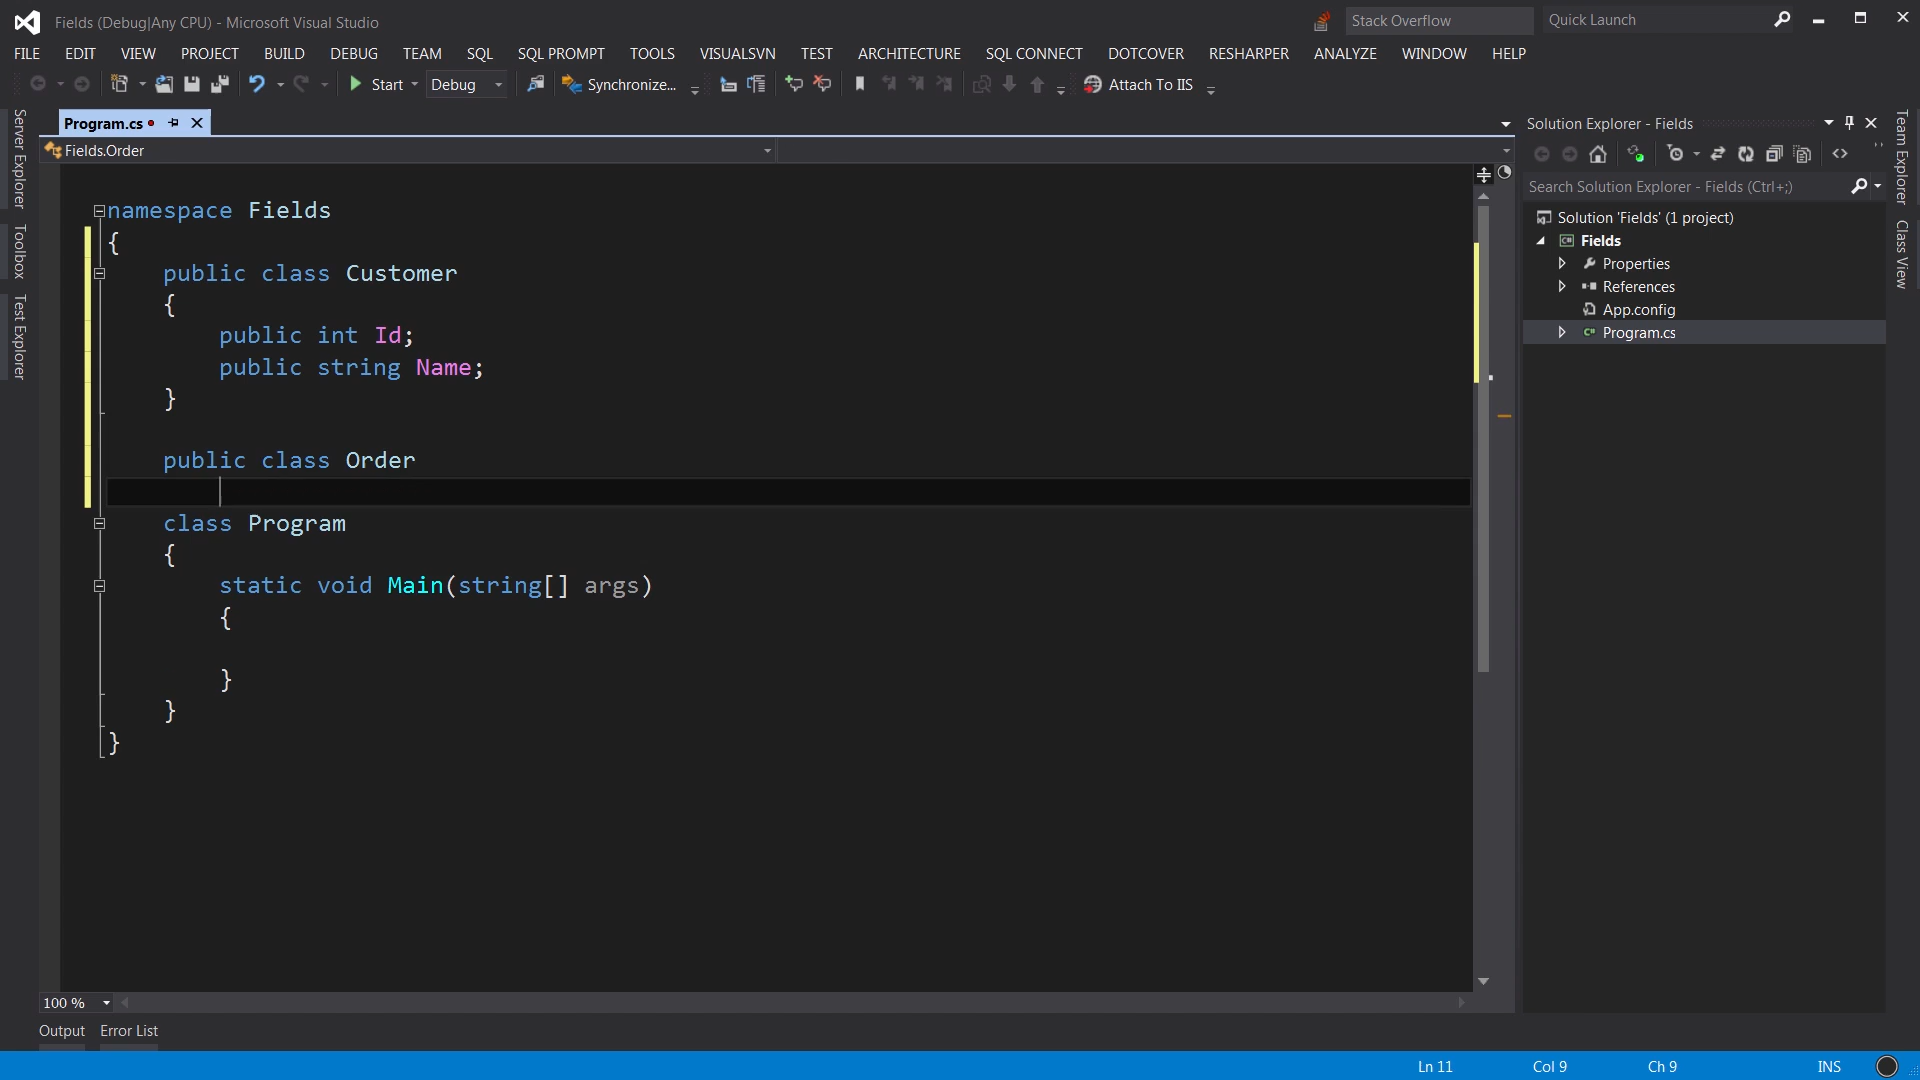 Fields (Debug|Any CPU) - Microsoft Visual Studio
Stack Overflow
Quick Launch
FILE EDIT VIEW PROJECT BUILD DEBUG TEAM SQL SQL PROMPT TOOLS VISUALSVN TEST ARCHITECTURE SQL CONNECT DOTCOVER RESHARPER ANALYZE WINDOW HELP
Start Debug Synchronize... Attach To IIS
Server Explorer
Toolbox
Test Explorer
Program.cs
Fields.Order
namespace Fields
{
public class Customer
{
public int Id;
public string Name;
}
public class Order
class Program
{
static void Main(string[] args)
{
}
}
}
100 %
Output Error List
Solution Explorer - Fields
Search Solution Explorer - Fields (Ctrl+;)
Solution 'Fields' (1 project)
Fields
Properties
References
App.config
Program.cs
Team Explorer
Class View
Ln 11 Col 9 Ch 9 INS